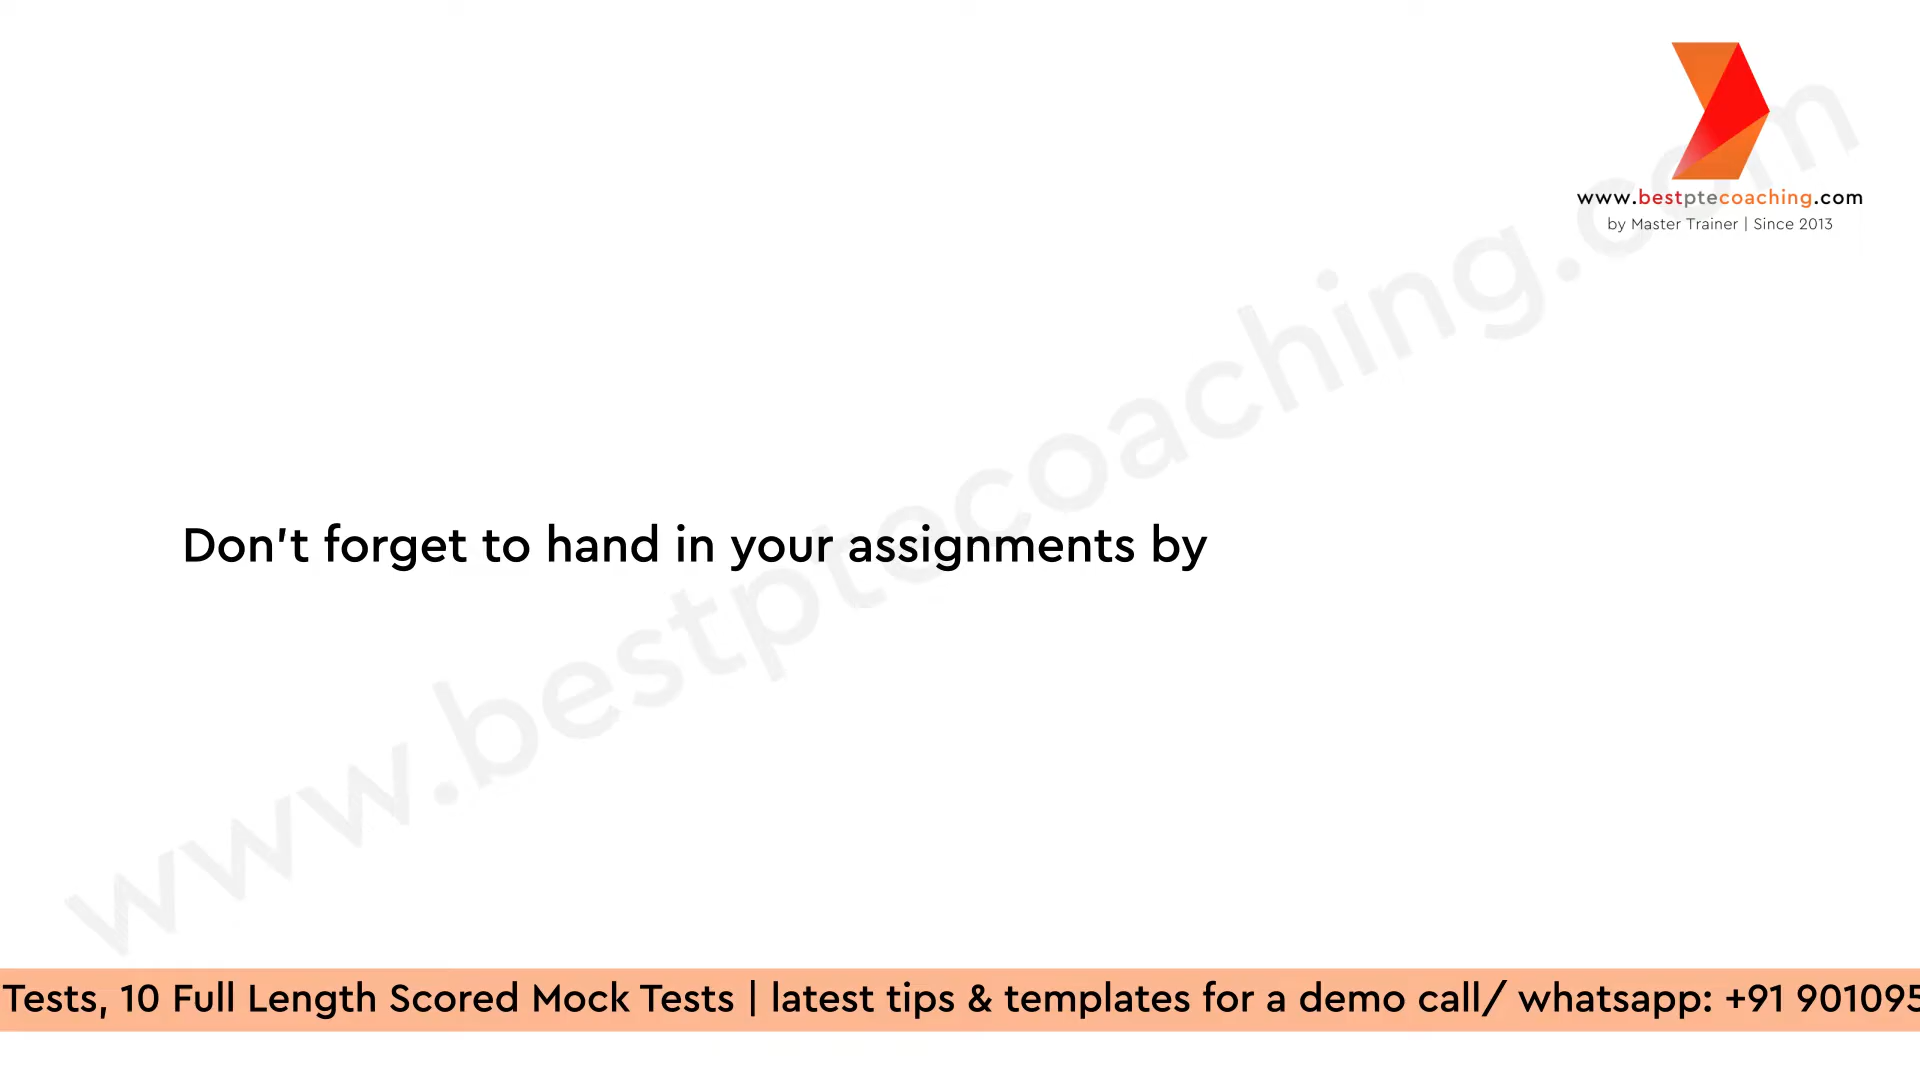 www.bestptecoaching.com
by Master Trainer | Since 2013
www.bestptecoaching.com
Don't forget to hand in your assignments by
Tests, 10 Full Length Scored Mock Tests | latest tips & templates for a demo call/ whatsapp: +91 901095